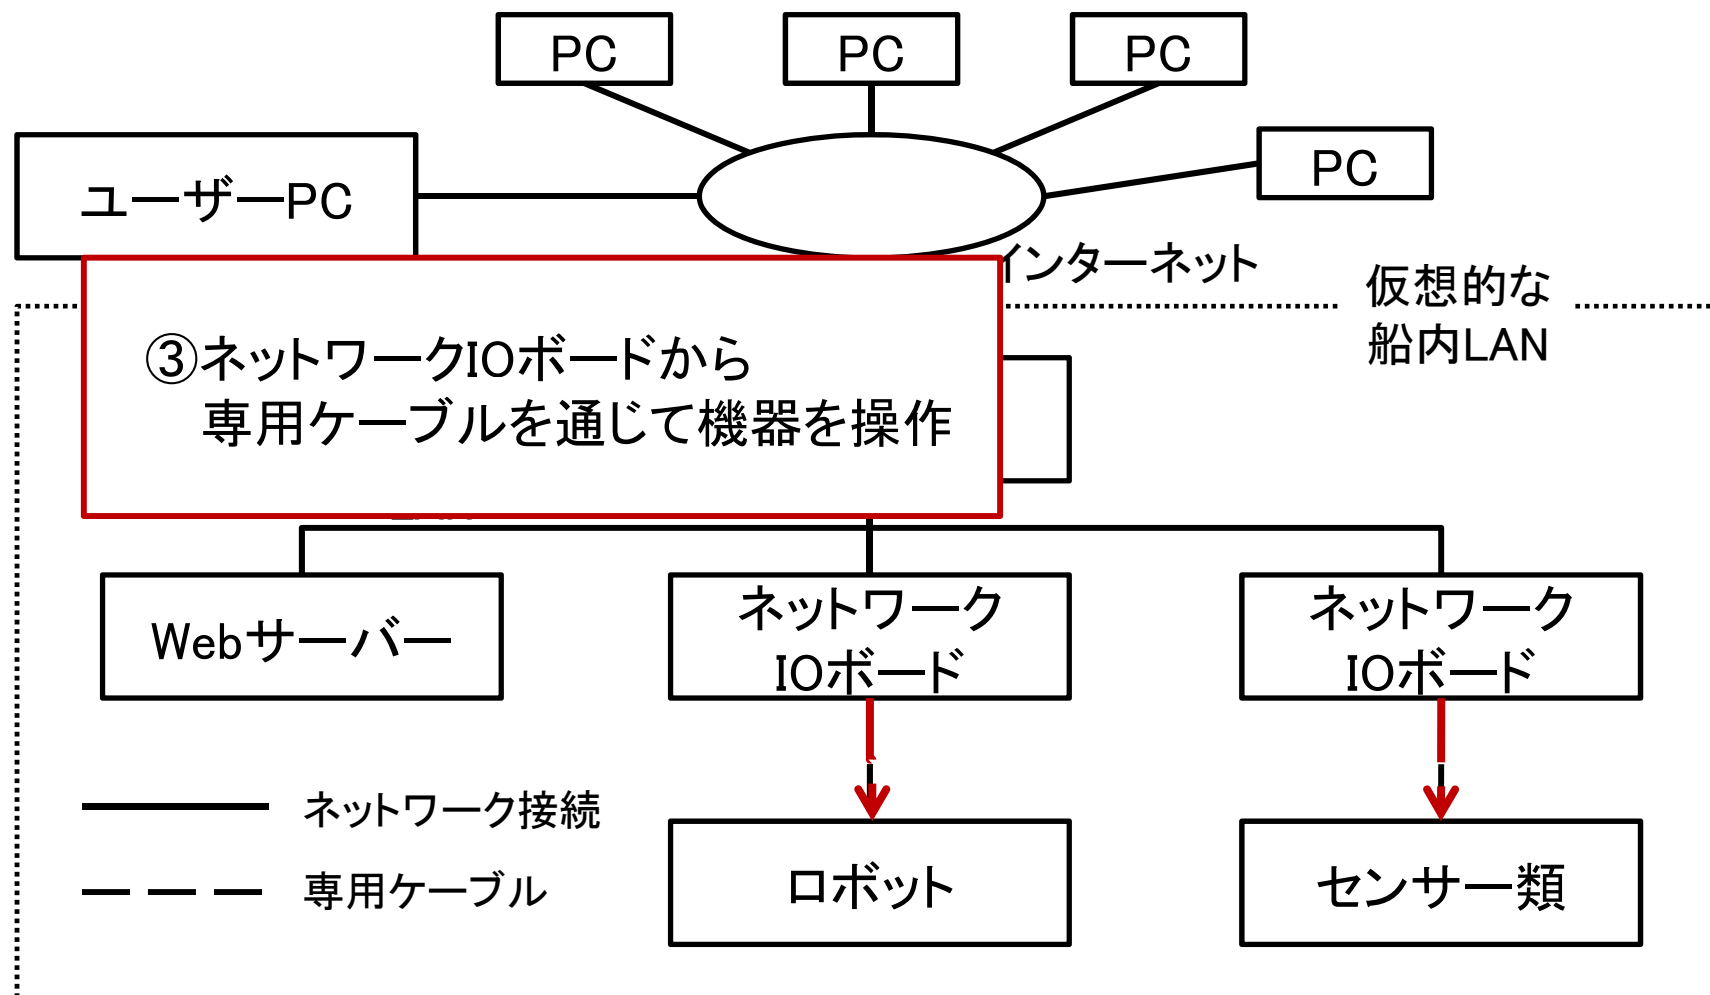 PC
PC
PC
PC
ユーザーPC
インターネット
仮想的な
船内LAN
③ネットワークIOボードから
専用ケーブルを通じて機器を操作
Webサーバー
ネットワーク
IOボード
ネットワーク
IOボード
ネットワーク接続
専用ケーブル
ロボット
センサー類